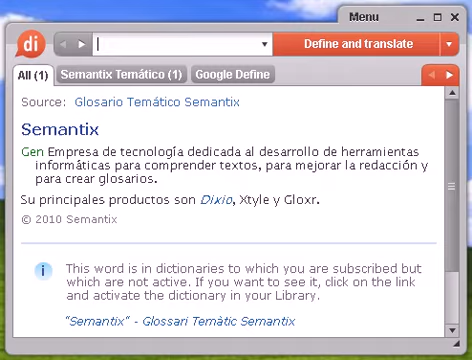 Menu
di
Define and translate
All (1) Semantix Temático (1) Google Define
Source: Glosario Temático Semantix
Semantix
Gen Empresa de tecnología dedicada al desarrollo de herramientas
informáticas para comprender textos, para mejorar la redacción y
para crear glosarios.
Su principales productos son Dixio, Xtyle y Gloxr.
© 2010 Semantix
i
This word is in dictionaries to which you are subscribed but
which are not active. If you want to see it, click on the link
and activate the dictionary in your Library.
"Semantix" - Glossari Temàtic Semantix